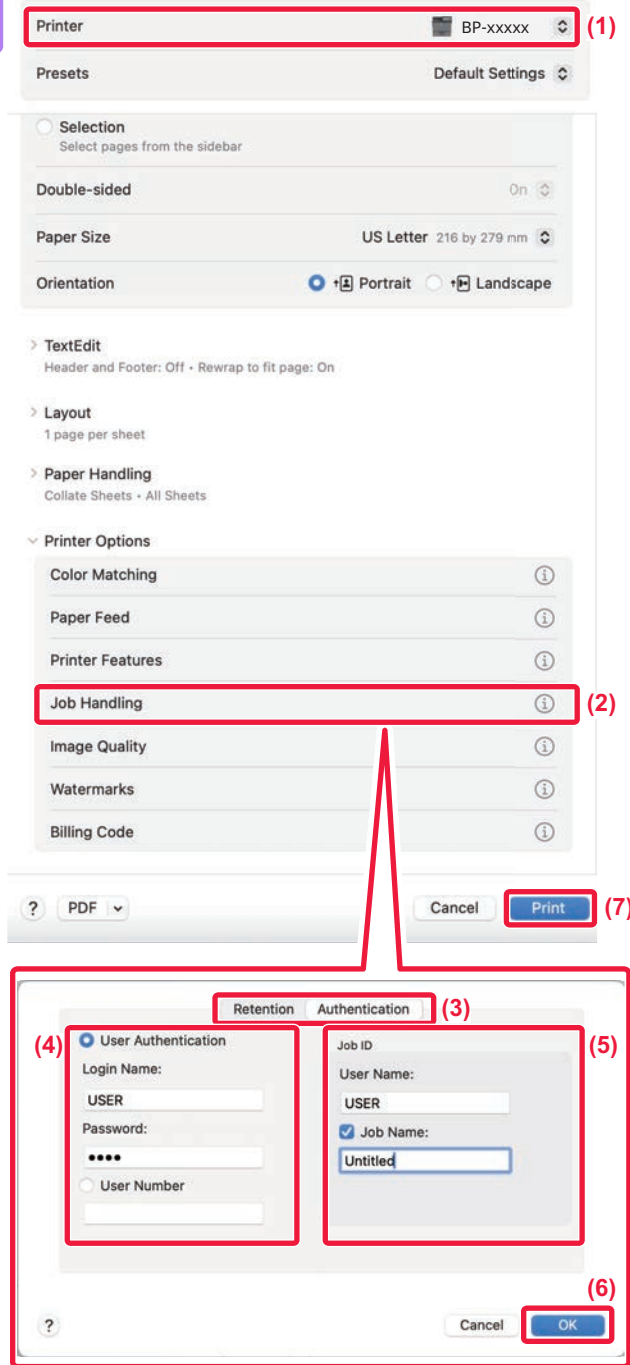 Printer BP-xxxxx (1)
Presets Default Settings
Selection
Select pages from the sidebar
Double-sided On
Paper Size US Letter 216 by 279 mm
Orientation Portrait Landscape
TextEdit
Header and Footer: Off • Rewrap to fit page: On
Layout
1 page per sheet
Paper Handling
Collate Sheets • All Sheets
Printer Options
Color Matching
Paper Feed
Printer Features
Job Handling (2)
Image Quality
Watermarks
Billing Code
? PDF Cancel Print (7)
Retention Authentication (3)
(4) User Authentication
Login Name:
USER
Password:
••••
User Number
Job ID (5)
User Name:
USER
Job Name:
Untitled
(6)
? Cancel OK